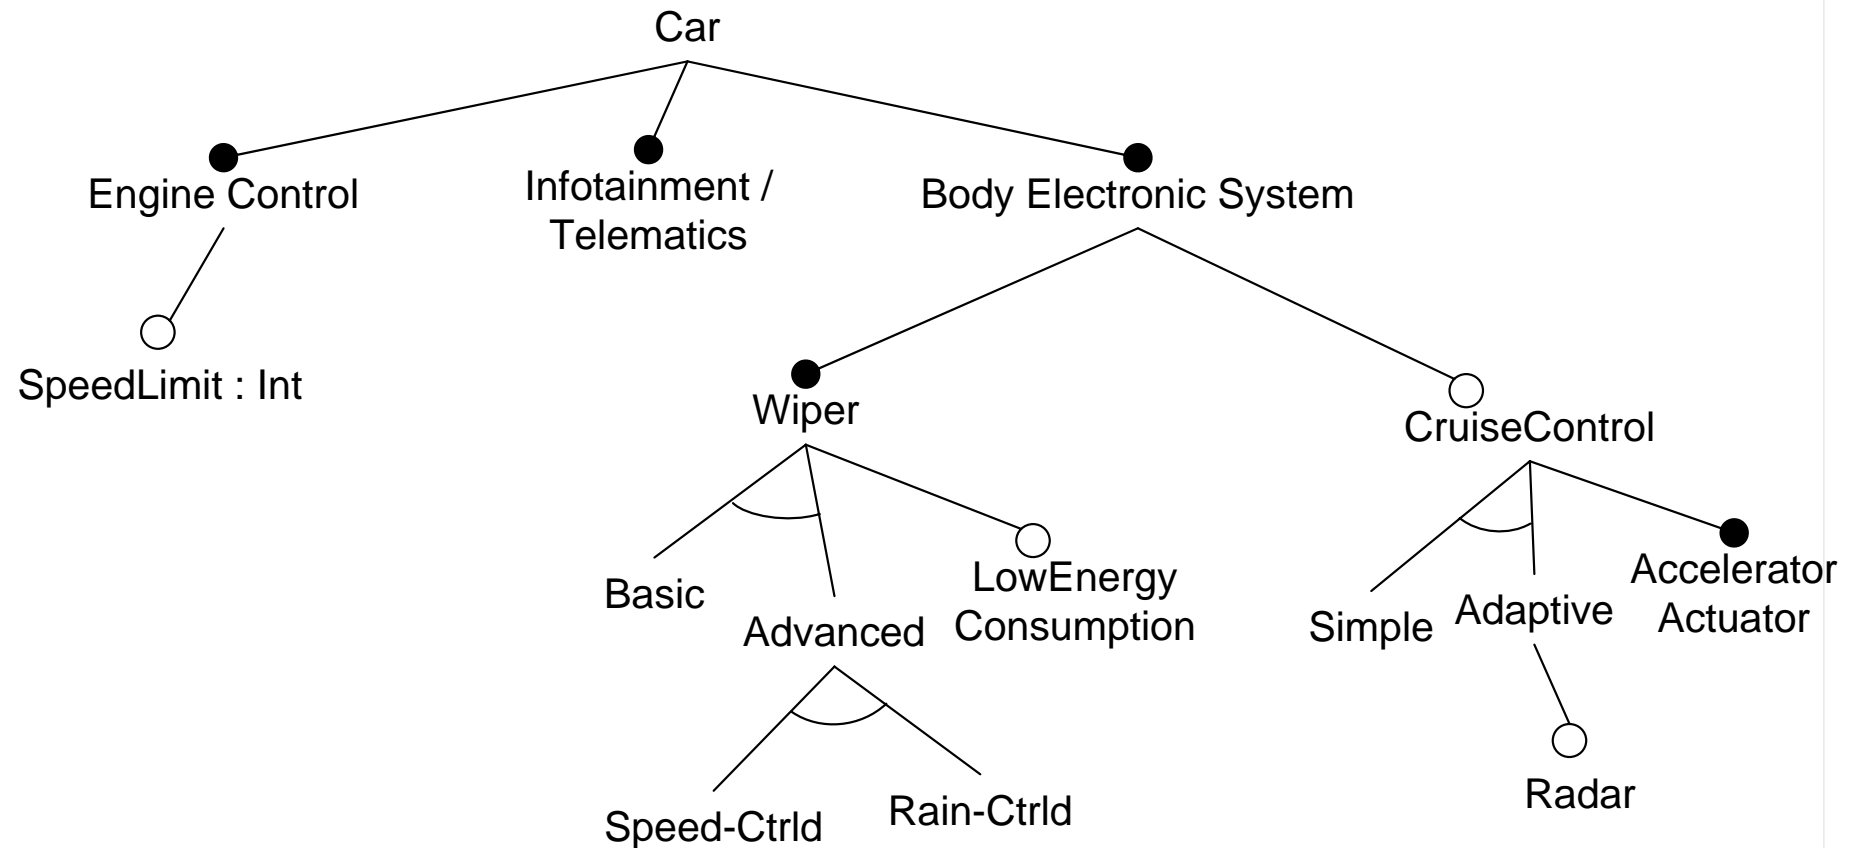 Car
Engine Control
Infotainment /
Telematics
Body Electronic System
SpeedLimit : Int
Wiper
CruiseControl
Basic
Advanced
LowEnergy
Consumption
Simple
Adaptive
Accelerator
Actuator
Speed-Ctrld
Rain-Ctrld
Radar